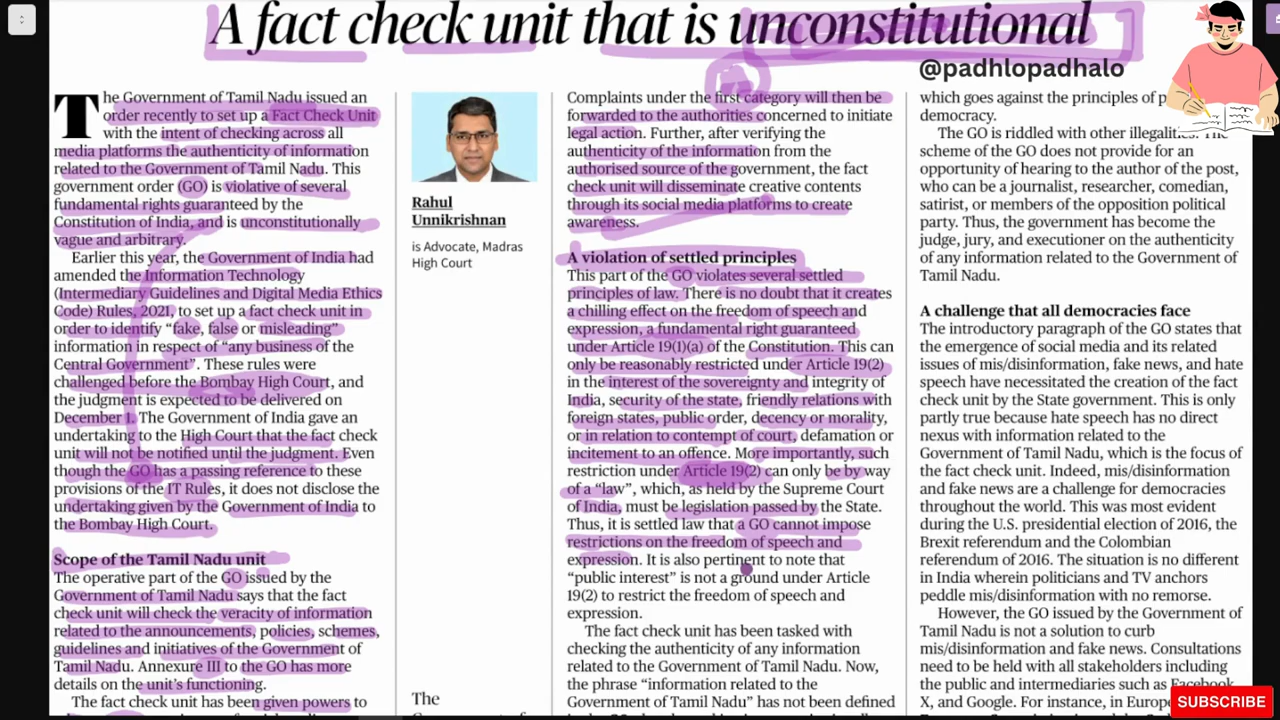 A fact check unit that is unconstitutional
@padhlopadhalo
The Government of Tamil Nadu issued an
order recently to set up a Fact Check Unit
with the intent of checking across all
media platforms the authenticity of information
related to the Government of Tamil Nadu. This
government order (GO) is violative of several
fundamental rights guaranteed by the
Constitution of India, and is unconstitutionally
vague and arbitrary.
Earlier this year, the Government of India had
amended the Information Technology
(Intermediary Guidelines and Digital Media Ethics
Code) Rules, 2021, to set up a fact check unit in
order to identify “fake, false or misleading”
information in respect of “any business of the
Central Government”. These rules were
challenged before the Bombay High Court, and
the judgment is expected to be delivered on
December 1. The Government of India gave an
undertaking to the High Court that the fact check
unit will not be notified until the judgment. Even
though the GO has a passing reference to these
provisions of the IT Rules, it does not disclose the
undertaking given by the Government of India to
the Bombay High Court.
Scope of the Tamil Nadu unit
The operative part of the GO issued by the
Government of Tamil Nadu says that the fact
check unit will check the veracity of information
related to the announcements, policies, schemes,
guidelines and initiatives of the Government of
Tamil Nadu. Annexure III to the GO has more
details on the unit’s functioning.
The fact check unit has been given powers to
Rahul
Unnikrishnan
is Advocate, Madras
High Court
The
Complaints under the first category will then be
forwarded to the authorities concerned to initiate
legal action. Further, after verifying the
authenticity of the information from the
authorised source of the government, the fact
check unit will disseminate creative contents
through its social media platforms to create
awareness.
A violation of settled principles
This part of the GO violates several settled
principles of law. There is no doubt that it creates
a chilling effect on the freedom of speech and
expression, a fundamental right guaranteed
under Article 19(1)(a) of the Constitution. This can
only be reasonably restricted under Article 19(2)
in the interest of the sovereignty and integrity of
India, security of the state, friendly relations with
foreign states, public order, decency or morality,
or in relation to contempt of court, defamation or
incitement to an offence. More importantly, such
restriction under Article 19(2) can only be by way
of a “law”, which, as held by the Supreme Court
of India, must be legislation passed by the State.
Thus, it is settled law that a GO cannot impose
restrictions on the freedom of speech and
expression. It is also pertinent to note that
“public interest” is not a ground under Article
19(2) to restrict the freedom of speech and
expression.
The fact check unit has been tasked with
checking the authenticity of any information
related to the Government of Tamil Nadu. Now,
the phrase “information related to the
Government of Tamil Nadu” has not been defined
which goes against the principles of
democracy.
The GO is riddled with other
scheme of the GO does not provide for an
opportunity of hearing to the author of the post,
who can be a journalist, researcher, comedian,
satirist, or members of the opposition political
party. Thus, the government has become the
judge, jury, and executioner on the authenticity
of any information related to the Government of
Tamil Nadu.
A challenge that all democracies face
The introductory paragraph of the GO states that
the emergence of social media and its related
issues of mis/disinformation, fake news, and hate
speech have necessitated the creation of the fact
check unit by the State government. This is only
partly true because hate speech has no direct
nexus with information related to the
Government of Tamil Nadu, which is the focus of
the fact check unit. Indeed, mis/disinformation
and fake news are a challenge for democracies
throughout the world. This was most evident
during the U.S. presidential election of 2016, the
Brexit referendum and the Colombian
referendum of 2016. The situation is no different
in India wherein politicians and TV anchors
peddle mis/disinformation with no remorse.
However, the GO issued by the Government of
Tamil Nadu is not a solution to curb
mis/disinformation and fake news. Consultations
need to be held with all stakeholders including
the public and intermediaries such as Facebook,
X, and Google. For instance, in Europe
SUBSCRIBE